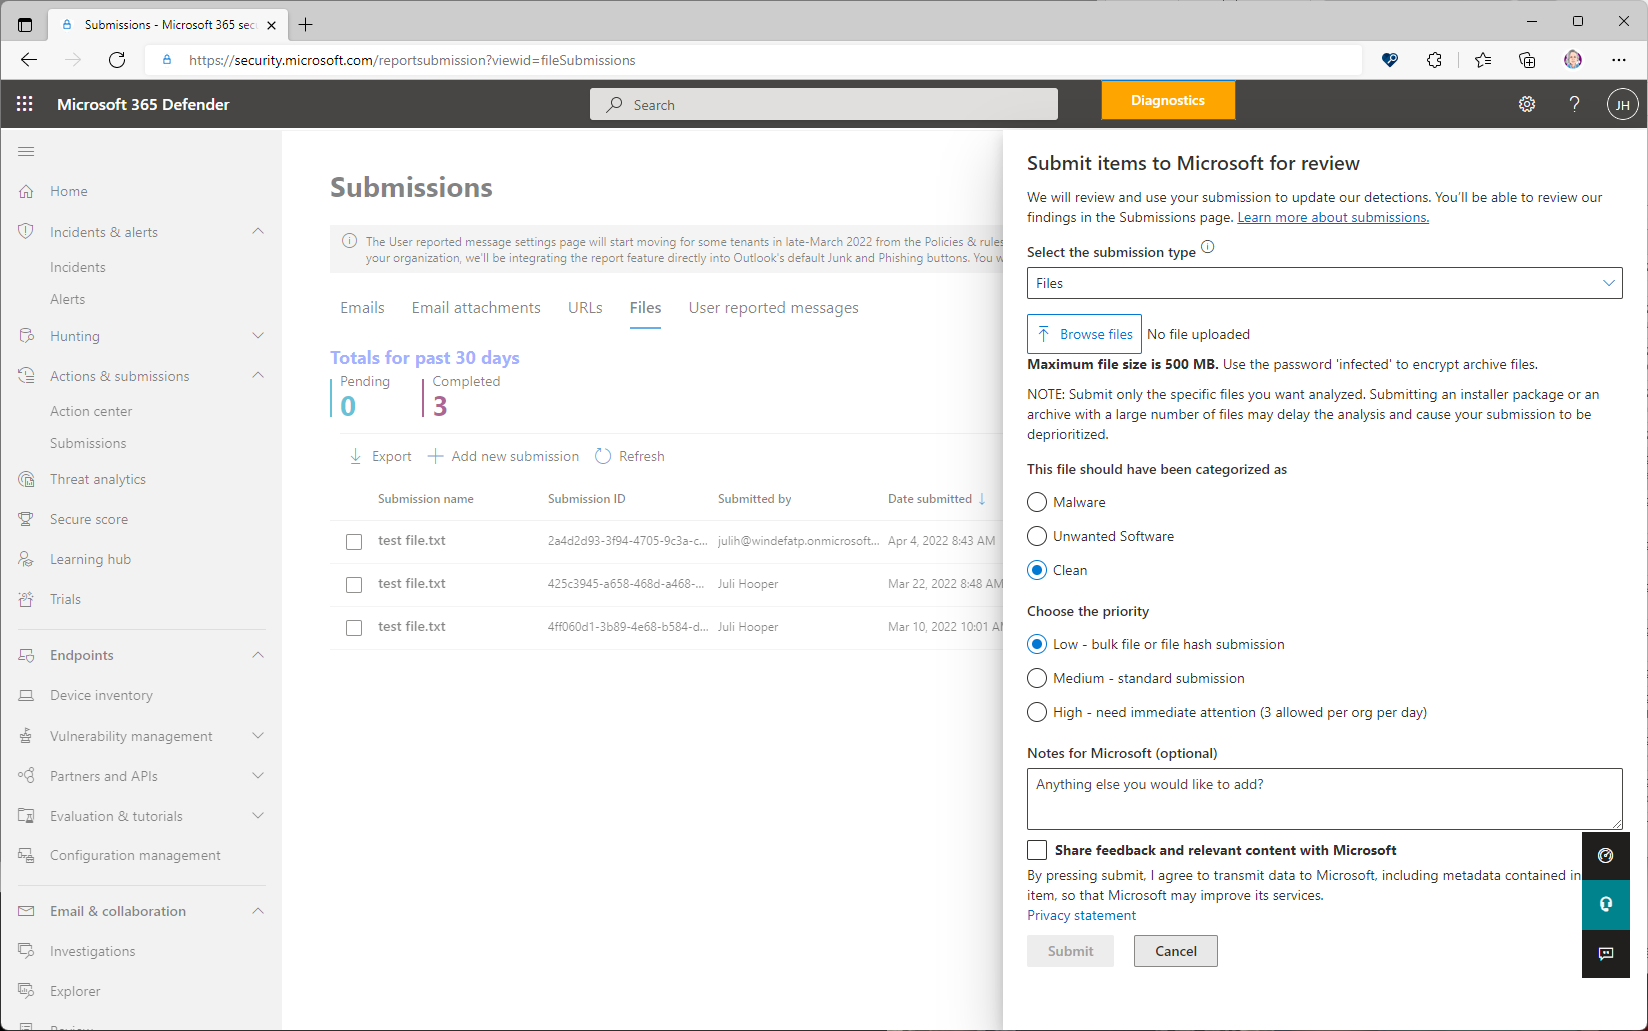 Submissions - Microsoft 365 sec
https://security.microsoft.com/reportsubmission?viewid=fileSubmissions
Microsoft 365 Defender
Search
Diagnostics
JH
Home
Incidents & alerts
Incidents
Alerts
Hunting
Actions & submissions
Action center
Submissions
Threat analytics
Secure score
Learning hub
Trials
Endpoints
Device inventory
Vulnerability management
Partners and APIs
Evaluation & tutorials
Configuration management
Email & collaboration
Investigations
Explorer
Submissions
The User reported message settings page will start moving for some tenants in late-March 2022 from the Policies & rules
your organization, we'll be integrating the report feature directly into Outlook's default Junk and Phishing buttons. You w
Emails Email attachments URLs Files User reported messages
Totals for past 30 days
Pending Completed
0 3
Export Add new submission Refresh
Submission name Submission ID Submitted by Date submitted
test file.txt 2a4d2d93-3f94-4705-9c3a-c... julih@windefatp.onmicrosoft... Apr 4, 2022 8:43 AM
test file.txt 425c3945-a658-468d-a468-... Juli Hooper Mar 22, 2022 8:48 AM
test file.txt 4ff060d1-3b89-4e68-b584-d... Juli Hooper Mar 10, 2022 10:01 AM
Submit items to Microsoft for review
We will review and use your submission to update our detections. You'll be able to review our
findings in the Submissions page. Learn more about submissions.
Select the submission type
Files
Browse files No file uploaded
Maximum file size is 500 MB. Use the password 'infected' to encrypt archive files.
NOTE: Submit only the specific files you want analyzed. Submitting an installer package or an
archive with a large number of files may delay the analysis and cause your submission to be
deprioritized.
This file should have been categorized as
Malware
Unwanted Software
Clean
Choose the priority
Low - bulk file or file hash submission
Medium - standard submission
High - need immediate attention (3 allowed per org per day)
Notes for Microsoft (optional)
Anything else you would like to add?
Share feedback and relevant content with Microsoft
By pressing submit, I agree to transmit data to Microsoft, including metadata contained in
item, so that Microsoft may improve its services.
Privacy statement
Submit Cancel